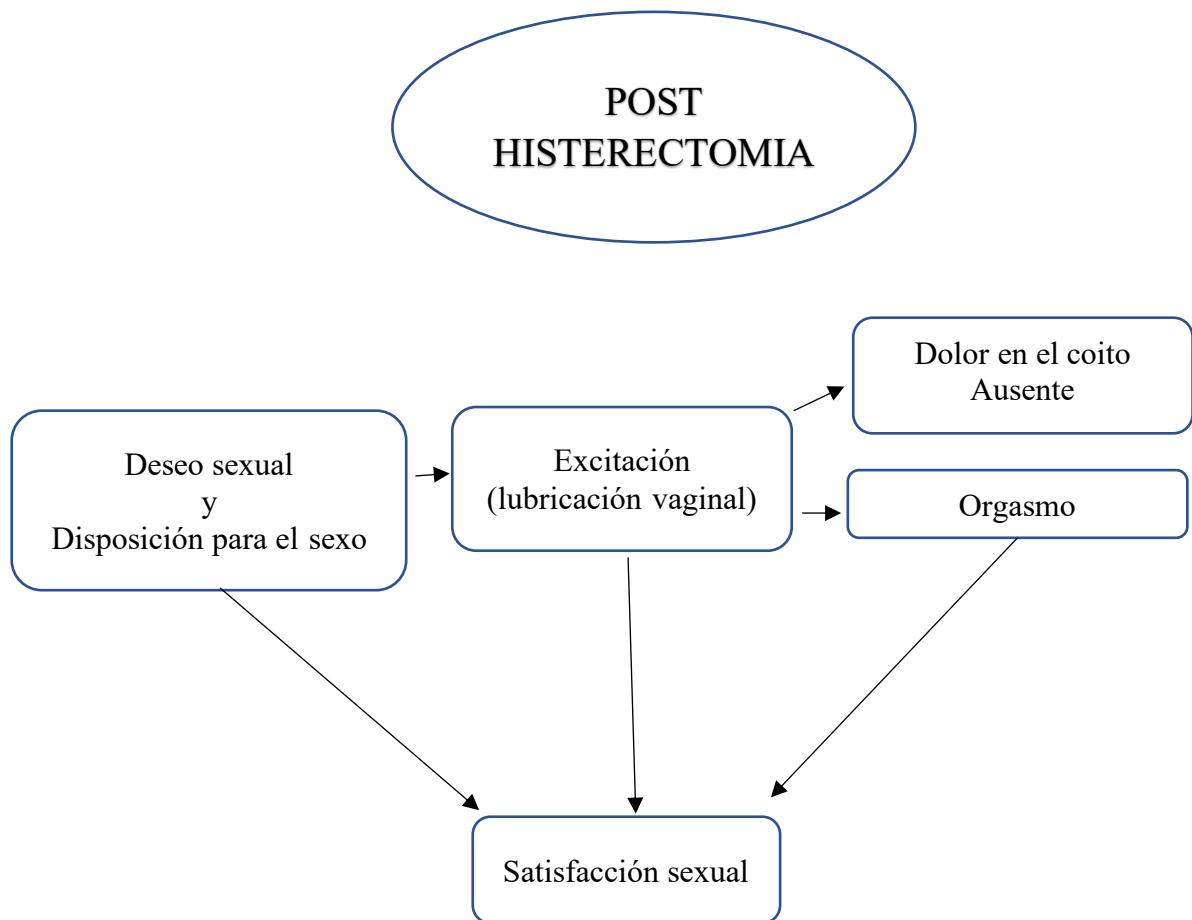 POST
HISTERECTOMIA
Dolor en el coito
Ausente
Deseo sexual
y
Disposición para el sexo
Excitación
(lubricación vaginal)
Orgasmo
Satisfacción sexual